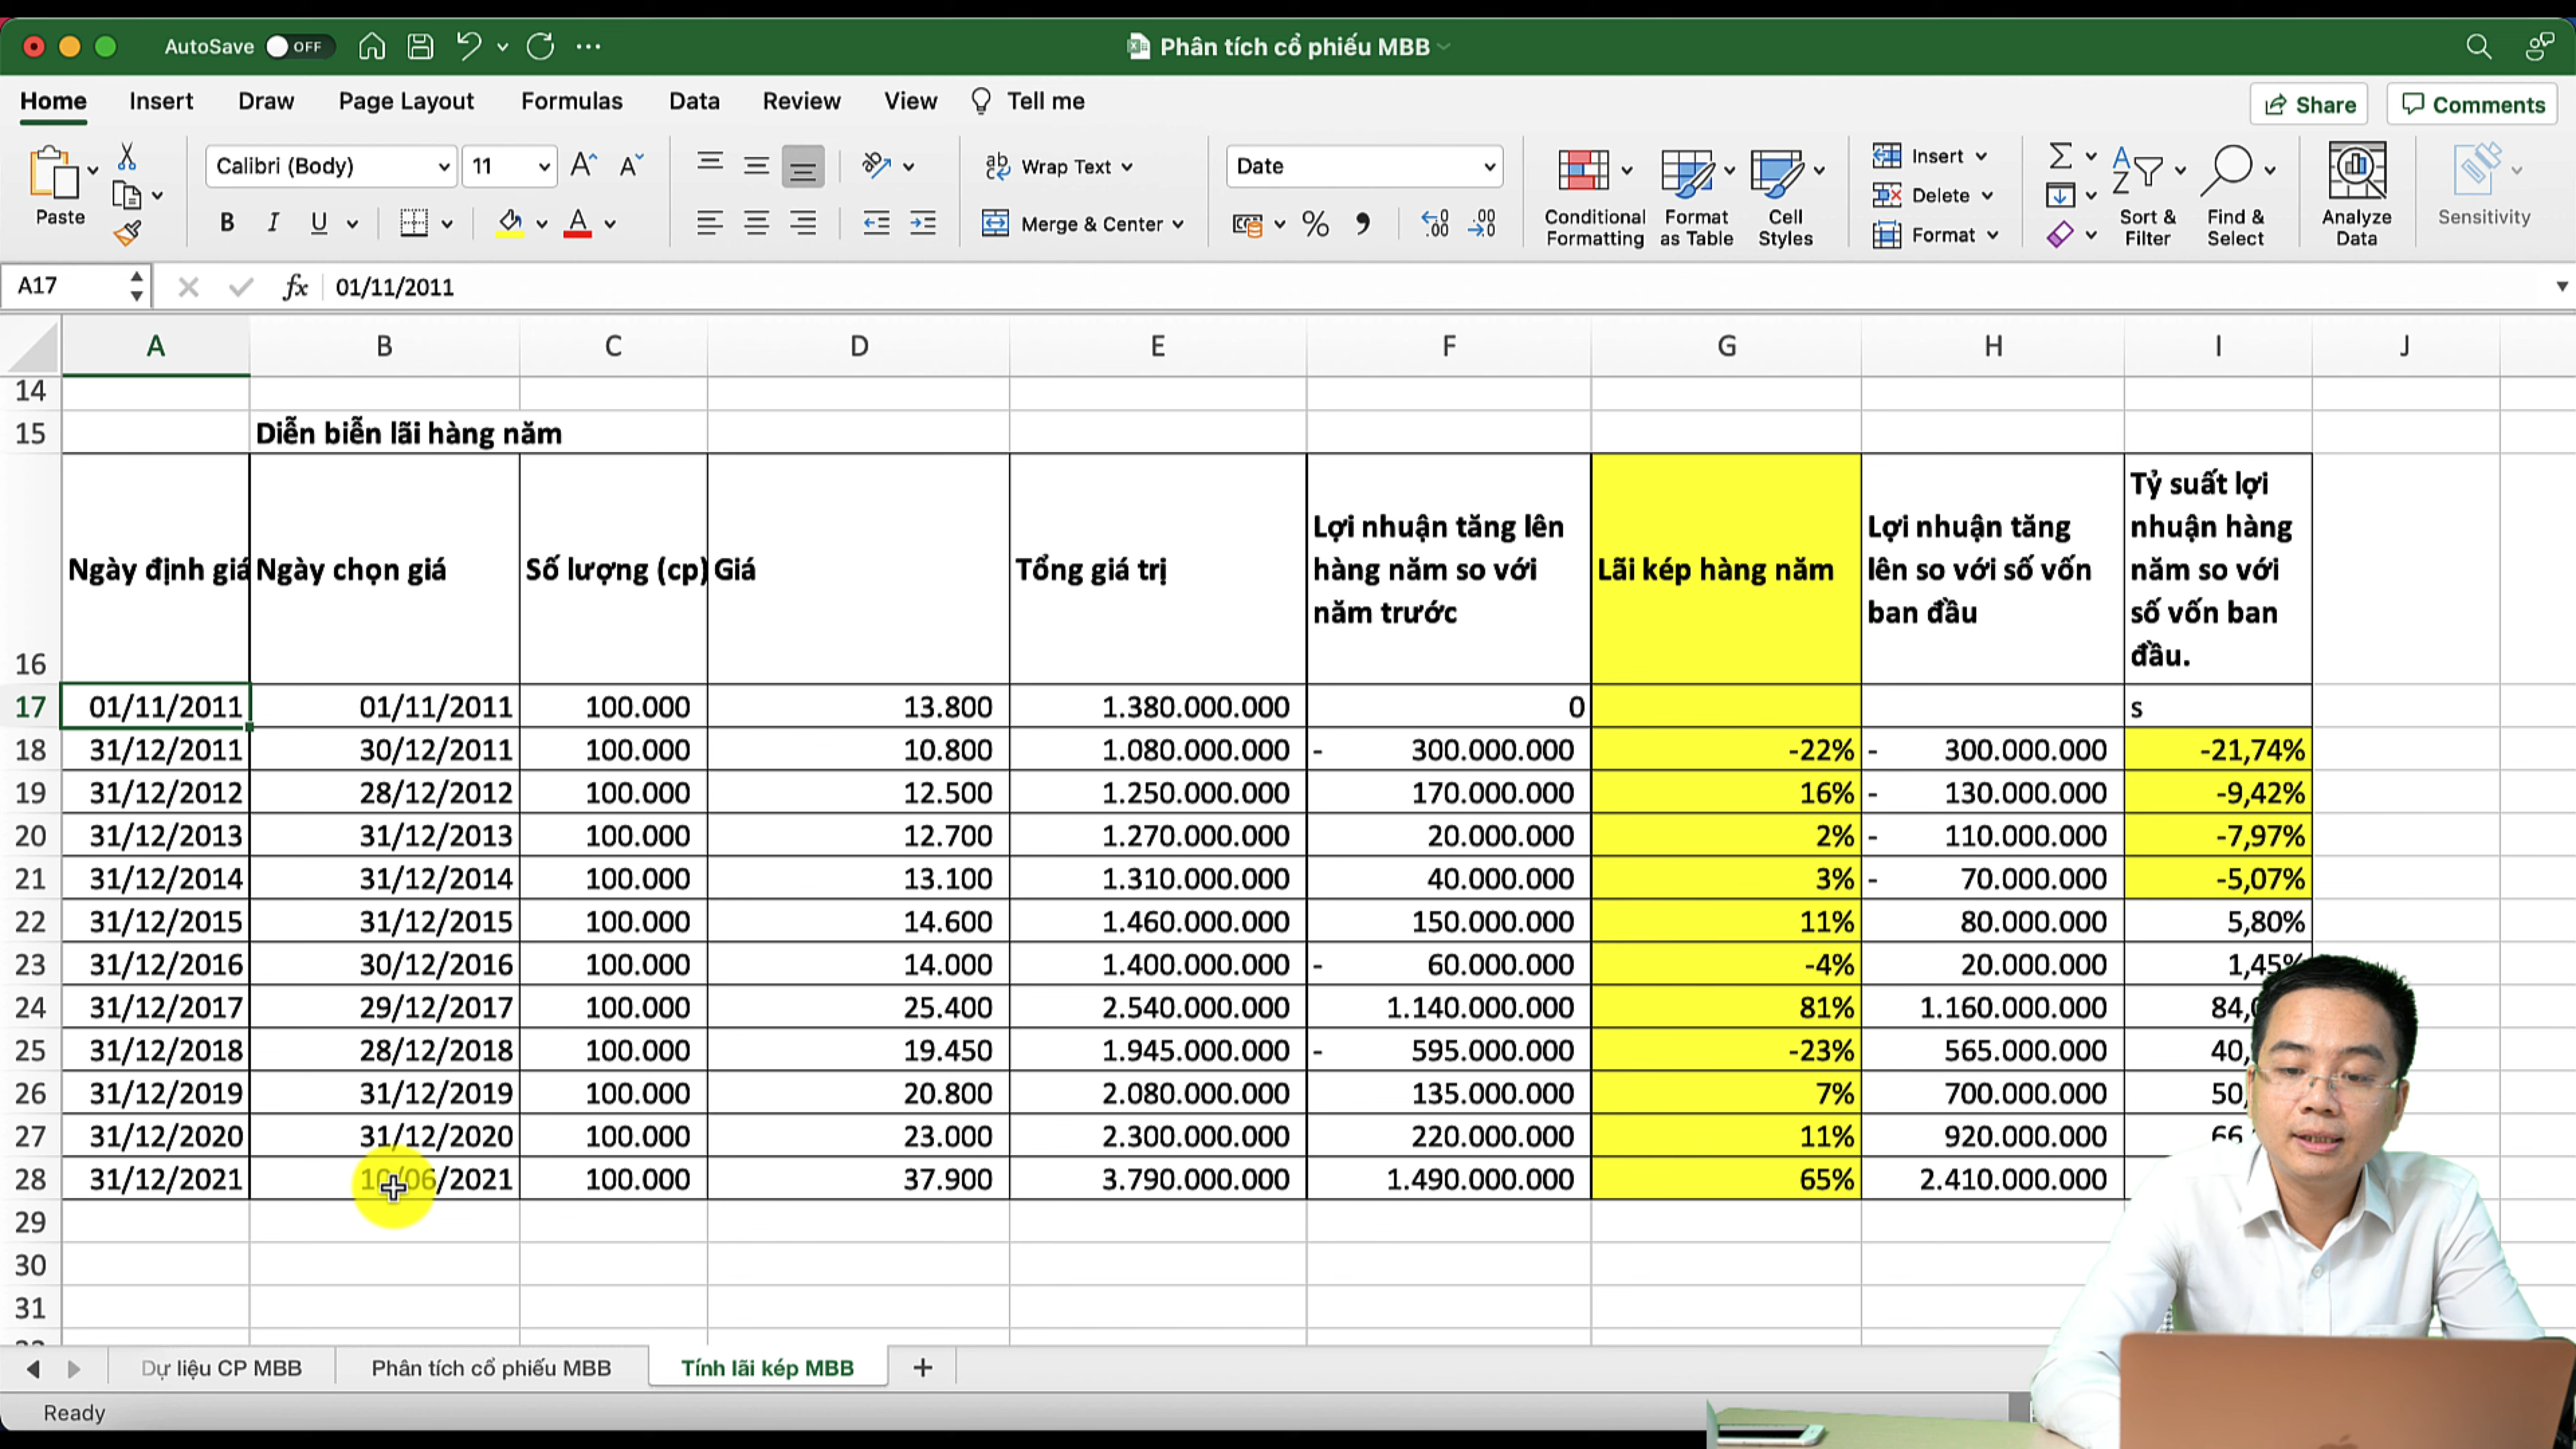 AutoSave OFF Phân tích cổ phiếu MBB
Home Insert Draw Page Layout Formulas Data Review View Tell me Share Comments
Paste Calibri (Body) 11 Wrap Text Merge & Center Date Conditional Formatting Format as Table Cell Styles Insert Delete Format Sort & Filter Find & Select Analyze Data Sensitivity
A17 fx 01/11/2011
A B C D E F G H I J
14
15 Diễn biễn lãi hàng năm
16 Ngày định giá Ngày chọn giá Số lượng (cp) Giá Tổng giá trị Lợi nhuận tăng lên hàng năm so với năm trước Lãi kép hàng năm Lợi nhuận tăng lên so với số vốn ban đầu Tỷ suất lợi nhuận hàng năm so với số vốn ban đầu.
17 01/11/2011 01/11/2011 100.000 13.800 1.380.000.000 0 s
18 31/12/2011 30/12/2011 100.000 10.800 1.080.000.000 - 300.000.000 -22% - 300.000.000 -21,74%
19 31/12/2012 28/12/2012 100.000 12.500 1.250.000.000 170.000.000 16% - 130.000.000 -9,42%
20 31/12/2013 31/12/2013 100.000 12.700 1.270.000.000 20.000.000 2% - 110.000.000 -7,97%
21 31/12/2014 31/12/2014 100.000 13.100 1.310.000.000 40.000.000 3% - 70.000.000 -5,07%
22 31/12/2015 31/12/2015 100.000 14.600 1.460.000.000 150.000.000 11% 80.000.000 5,80%
23 31/12/2016 30/12/2016 100.000 14.000 1.400.000.000 - 60.000.000 -4% 20.000.000 1,45%
24 31/12/2017 29/12/2017 100.000 25.400 2.540.000.000 1.140.000.000 81% 1.160.000.000 84,
25 31/12/2018 28/12/2018 100.000 19.450 1.945.000.000 - 595.000.000 -23% 565.000.000 40,
26 31/12/2019 31/12/2019 100.000 20.800 2.080.000.000 135.000.000 7% 700.000.000 50,
27 31/12/2020 31/12/2020 100.000 23.000 2.300.000.000 220.000.000 11% 920.000.000 66
28 31/12/2021 /06/2021 100.000 37.900 3.790.000.000 1.490.000.000 65% 2.410.000.000
29
30
31
Dự liệu CP MBB Phân tích cổ phiếu MBB Tính lãi kép MBB +
Ready